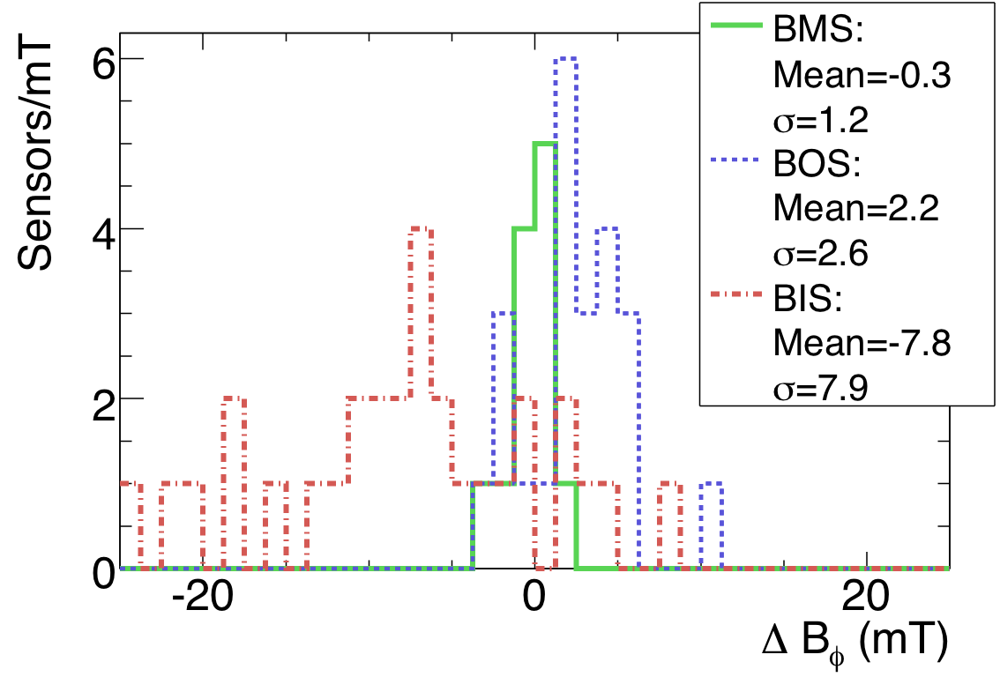 Sensors/mT
6
4
2
0
-20
0
20
Δ Bϕ (mT)
BMS:
Mean=-0.3
σ=1.2
BOS:
Mean=2.2
σ=2.6
BIS:
Mean=-7.8
σ=7.9